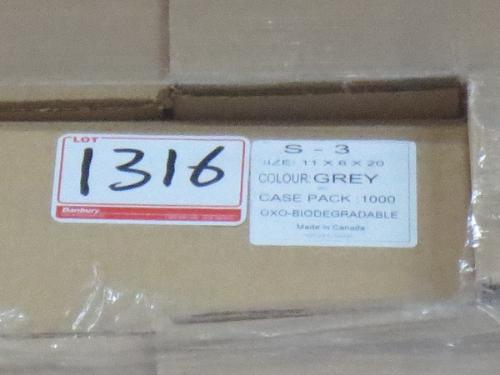 LOT
1316
Danbury
S - 3
SIZE: 11 X 6 X 20
COLOUR: GREY
CASE PACK : 1000
OXO-BIODEGRADABLE
Made in Canada